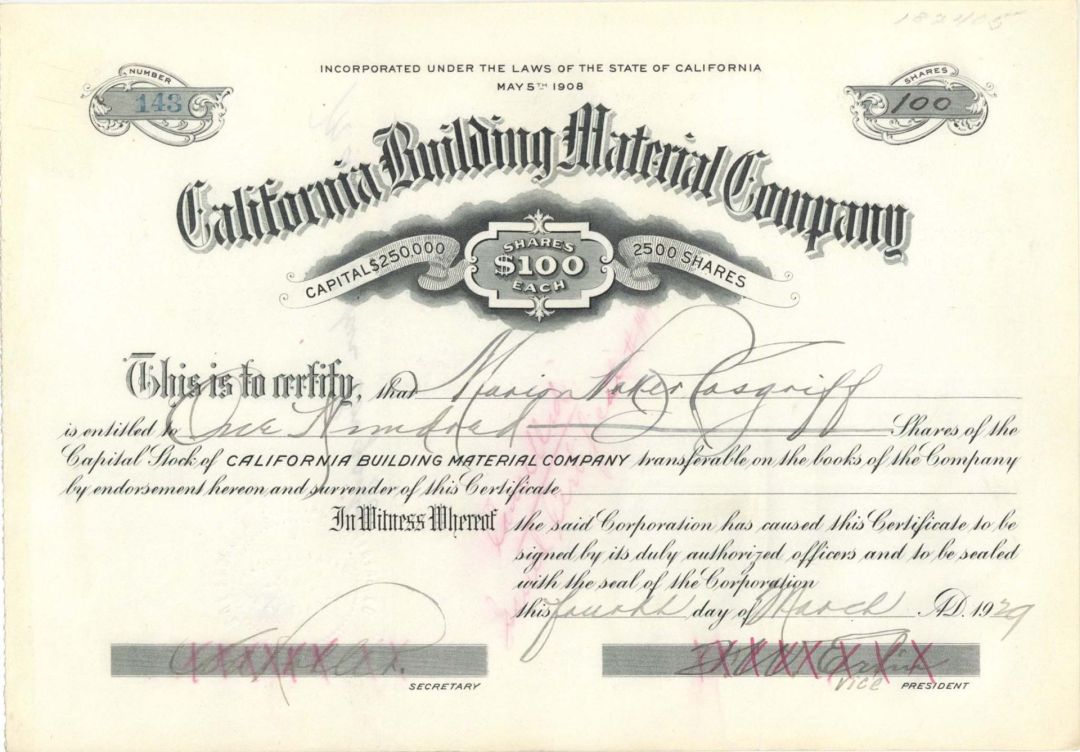 182405
INCORPORATED UNDER THE LAWS OF THE STATE OF CALIFORNIA
MAY 5TH 1908
NUMBER
143
SHARES
100
California Building Material Company
CAPITAL $250,000
SHARES
$100
EACH
2500 SHARES
This is to certify, that Marion Cosgriff
is entitled to One Hundred Shares of the
Capital Stock of CALIFORNIA BUILDING MATERIAL COMPANY transferable on the books of the Company
by endorsement hereon and surrender of this Certificate
In Witness Whereof the said Corporation has caused this Certificate to be
signed by its duly authorized officers and to be sealed
with the seal of the Corporation
this fourth day of March A.D. 1929
SECRETARY
VICE PRESIDENT